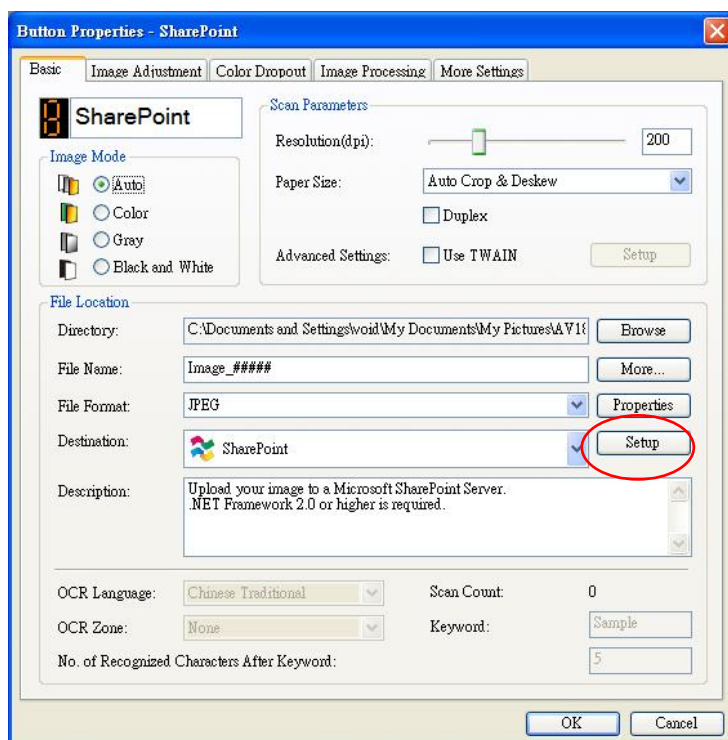 Button Properties - SharePoint
Basic Image Adjustment Color Dropout Image Processing More Settings
SharePoint
Image Mode
Auto
Color
Gray
Black and White
Scan Parameters
Resolution(dpi): 200
Paper Size: Auto Crop & Deskew
Duplex
Advanced Settings: Use TWAIN Setup
File Location
Directory: C:\Documents and Settings\void\My Documents\My Pictures\AV18 Browse
File Name: Image_##### More...
File Format: JPEG Properties
Destination: SharePoint Setup
Description: Upload your image to a Microsoft SharePoint Server.
.NET Framework 2.0 or higher is required.
OCR Language: Chinese Traditional Scan Count: 0
OCR Zone: None Keyword: Sample
No. of Recognized Characters After Keyword: 5
OK Cancel